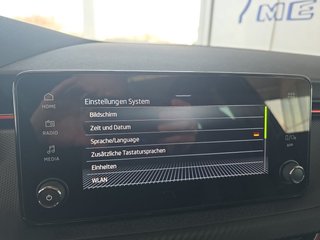 ME
HOME
RADIO
MEDIA
Einstellungen System
Bildschirm
Zeit und Datum
Sprache/Language
Zusätzliche Tastatursprachen
Einheiten
WLAN